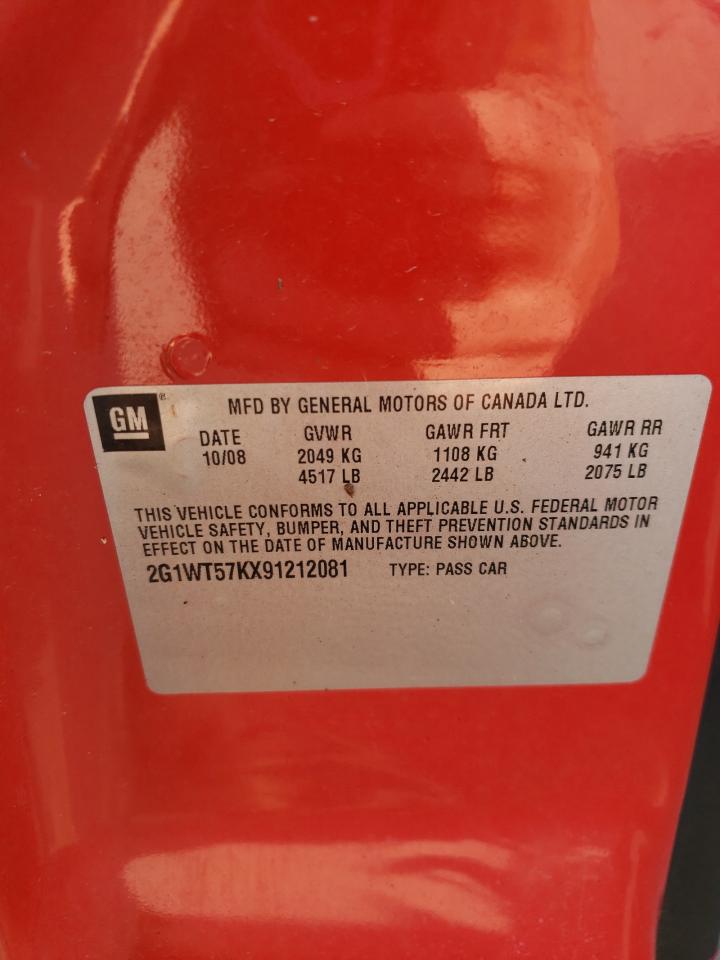 GM®
MFD BY GENERAL MOTORS OF CANADA LTD.
DATE GVWR GAWR FRT GAWR RR
10/08 2049 KG 1108 KG 941 KG
4517 LB 2442 LB 2075 LB
THIS VEHICLE CONFORMS TO ALL APPLICABLE U.S. FEDERAL MOTOR
VEHICLE SAFETY, BUMPER, AND THEFT PREVENTION STANDARDS IN
EFFECT ON THE DATE OF MANUFACTURE SHOWN ABOVE.
2G1WT57KX91212081 TYPE: PASS CAR